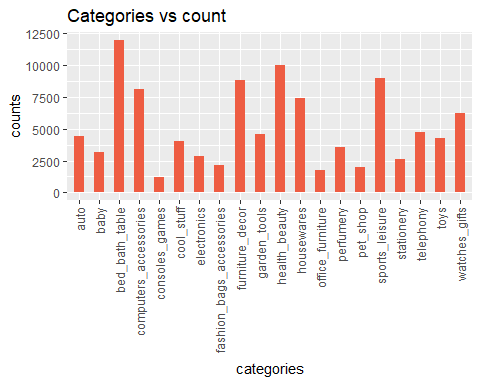 Categories vs count
counts
12500
10000
7500
5000
2500
0
auto
baby
bed_bath_table
computers_accessories
consoles_games
cool_stuff
electronics
fashion_bags_accessories
furniture_decor
garden_tools
health_beauty
housewares
office_furniture
perfumery
pet_shop
sports_leisure
stationery
telephony
toys
watches_gifts
categories